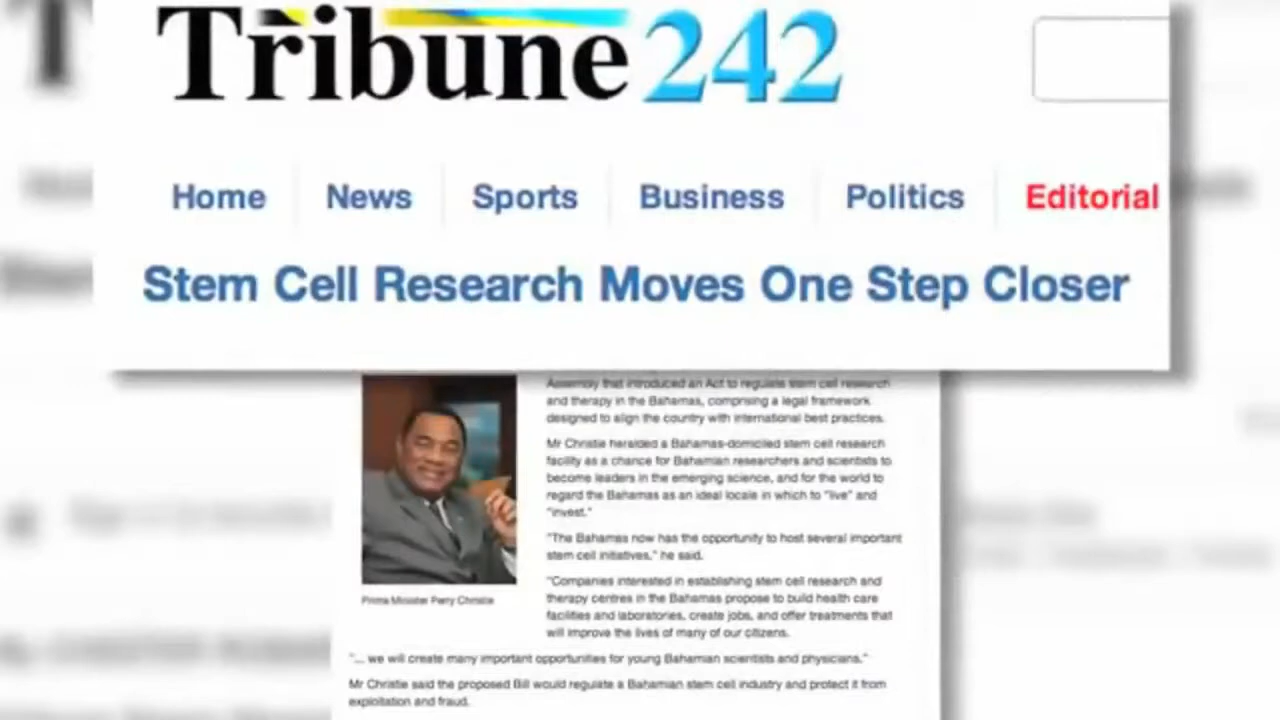 Tribune 242
Home News Sports Business Politics Editorial
Stem Cell Research Moves One Step Closer
Assembly that introduced an Act to regulate stem cell research
and therapy in the Bahamas, comprising a legal framework
designed to align the country with international best practices.
Mr Christie heralded a Bahamas-domiciled stem cell research
facility as a chance for Bahamian researchers and scientists to
become leaders in the emerging science, and for the world to
regard the Bahamas as an ideal locale in which to "live" and
"invest."
"The Bahamas now has the opportunity to host several important
stem cell initiatives," he said.
"Companies interested in establishing stem cell research and
therapy centres in the Bahamas propose to build health care
facilities and laboratories, create jobs, and offer treatments that
will improve the lives of many of our citizens.
Prime Minister Perry Christie
"... we will create many important opportunities for young Bahamian scientists and physicians."
Mr Christie said the proposed Bill would regulate a Bahamian stem cell industry and protect it from
exploitation and fraud.